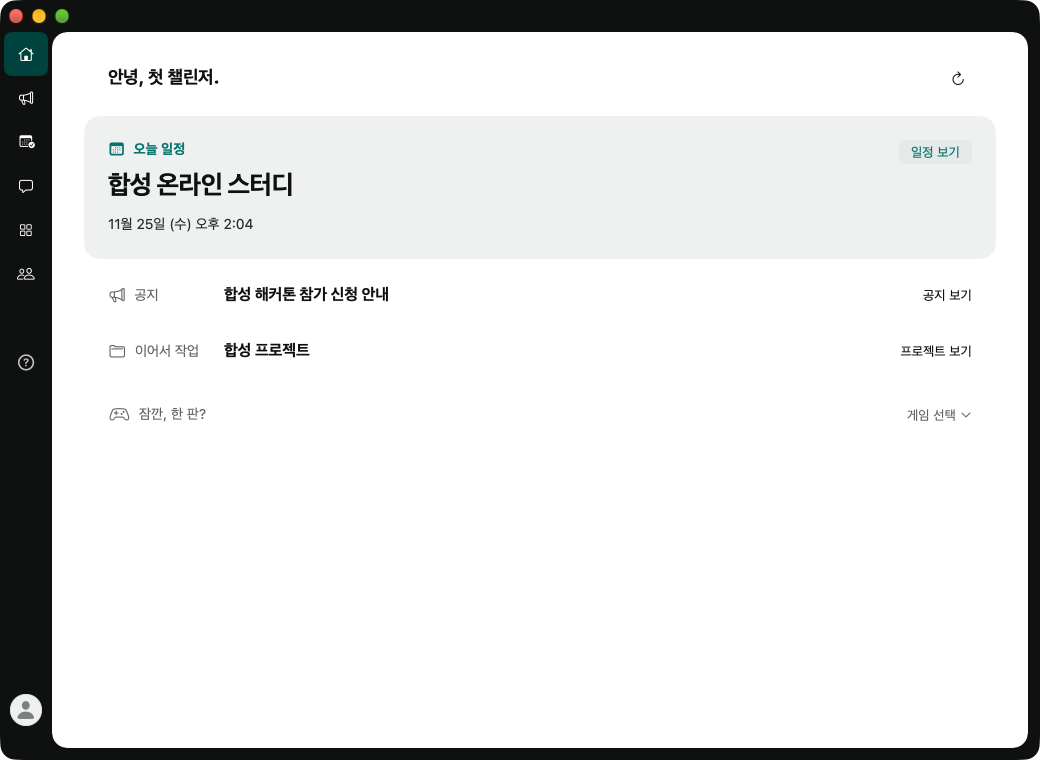 안녕, 첫 챌린저.
오늘 일정
일정 보기
합성 온라인 스터디
11월 25일 (수) 오후 2:04
공지
합성 해커톤 참가 신청 안내
공지 보기
이어서 작업
합성 프로젝트
프로젝트 보기
잠깐, 한 판?
게임 선택